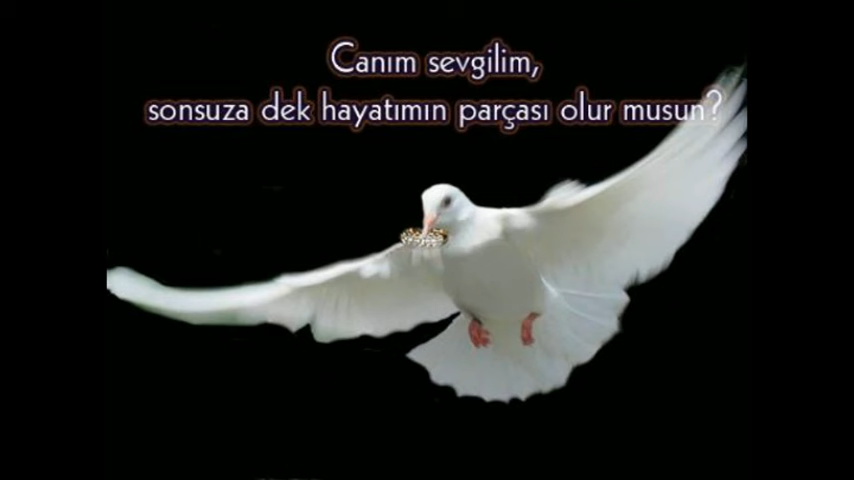 Canım sevgilim,
sonsuza dek hayatımın parçası olur musun?